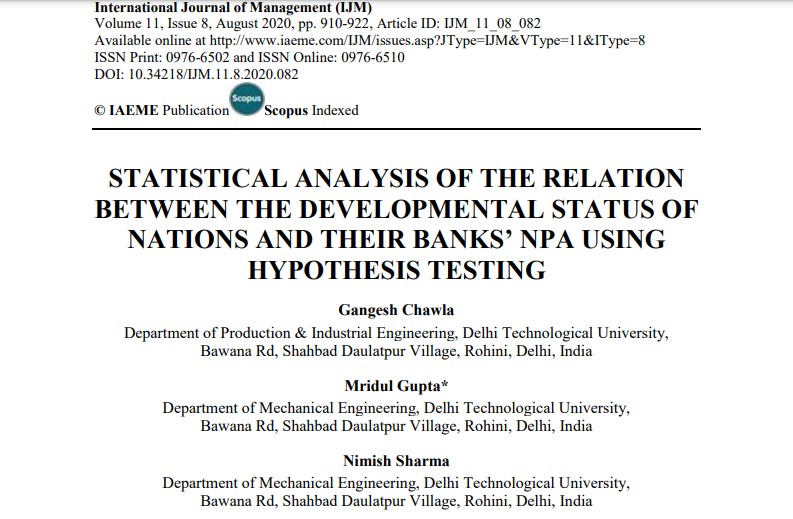 International Journal of Management (IJM)
Volume 11, Issue 8, August 2020, pp. 910-922, Article ID: IJM_11_08_082
Available online at http://www.iaeme.com/IJM/issues.asp?JType=IJM&VType=11&IType=8
ISSN Print: 0976-6502 and ISSN Online: 0976-6510
DOI: 10.34218/IJM.11.8.2020.082
© IAEME Publication Scopus Scopus Indexed
STATISTICAL ANALYSIS OF THE RELATION
BETWEEN THE DEVELOPMENTAL STATUS OF
NATIONS AND THEIR BANKS’ NPA USING
HYPOTHESIS TESTING
Gangesh Chawla
Department of Production & Industrial Engineering, Delhi Technological University,
Bawana Rd, Shahbad Daulatpur Village, Rohini, Delhi, India
Mridul Gupta*
Department of Mechanical Engineering, Delhi Technological University,
Bawana Rd, Shahbad Daulatpur Village, Rohini, Delhi, India
Nimish Sharma
Department of Mechanical Engineering, Delhi Technological University,
Bawana Rd, Shahbad Daulatpur Village, Rohini, Delhi, India